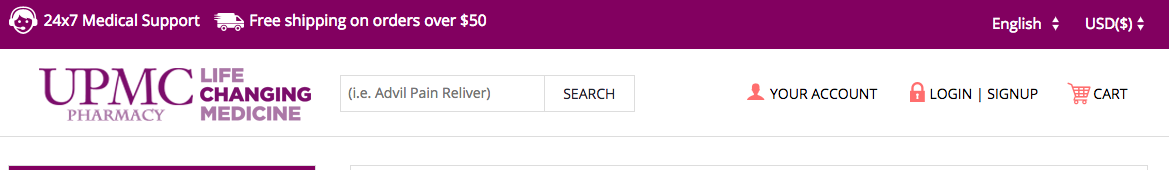 24x7 Medical Support Free shipping on orders over $50 English USD($)
UPMC LIFE CHANGING MEDICINE
PHARMACY
(i.e. Advil Pain Reliver) SEARCH YOUR ACCOUNT LOGIN | SIGNUP CART